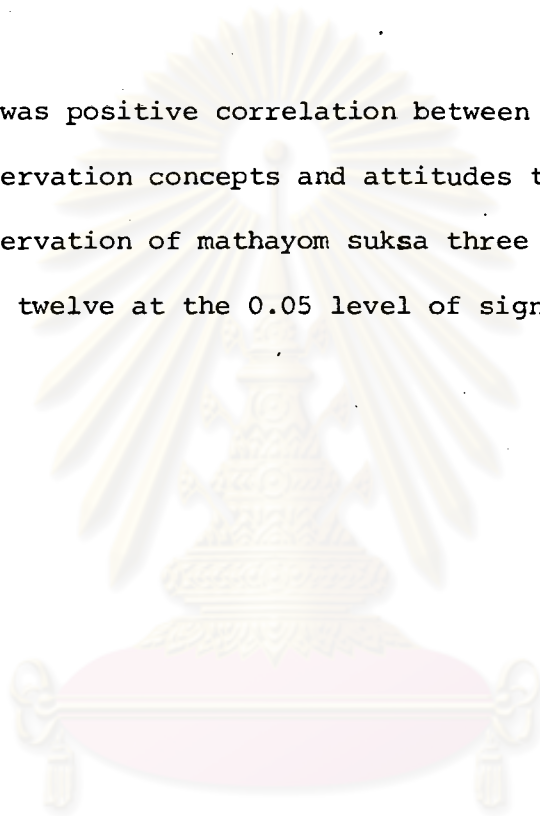 was positive correlation between
ervation concepts and attitudes t
ervation of mathayom suksa three
twelve at the 0.05 level of sign